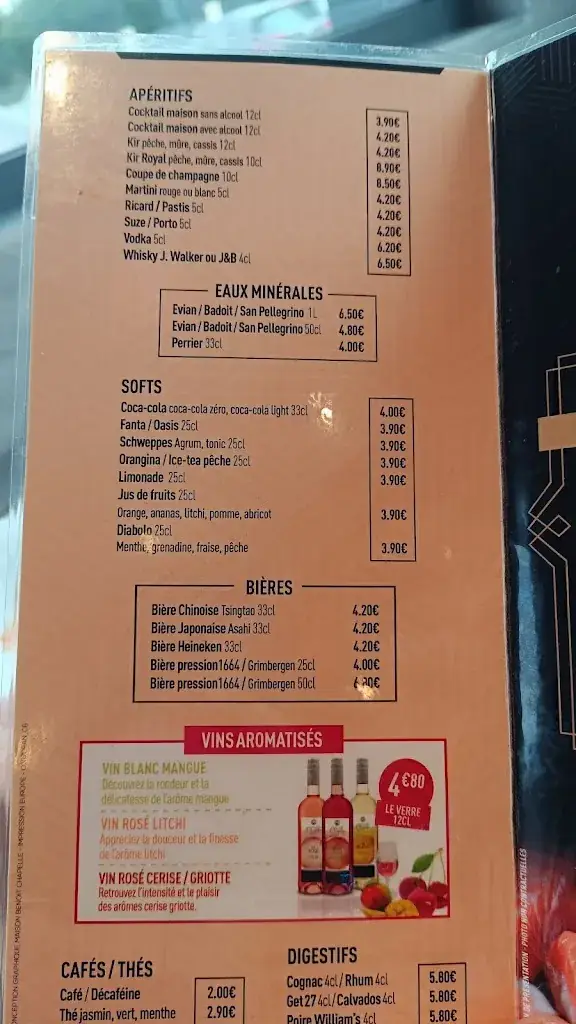 APÉRITIFS
Cocktail maison sans alcool 12cl 3.90€
Cocktail maison avec alcool 12cl 4.20€
Kir pêche, mûre, cassis 12cl 4.20€
Kir Royal pêche, mûre, cassis 10cl 8.90€
Coupe de champagne 10cl 8.50€
Martini rouge ou blanc 5cl 4.20€
Ricard / Pastis 5cl 4.20€
Suze / Porto 5cl 4.20€
Vodka 5cl 6.20€
Whisky J. Walker ou J&B 4cl 6.50€
EAUX MINÉRALES
Evian / Badoit / San Pellegrino 1L 6.50€
Evian / Badoit / San Pellegrino 50cl 4.80€
Perrier 33cl 4.00€
SOFTS
Coca-cola coca-cola zéro, coca-cola light 33cl 4.00€
Fanta / Oasis 25cl 3.90€
Schweppes Agrum, tonic 25cl 3.90€
Orangina / Ice-tea pêche 25cl 3.90€
Limonade 25cl 3.90€
Jus de fruits 25cl
Orange, ananas, litchi, pomme, abricot 3.90€
Diabolo 25cl
Menthe, grenadine, fraise, pêche 3.90€
BIÈRES
Bière Chinoise Tsingtao 33cl 4.20€
Bière Japonaise Asahi 33cl 4.20€
Bière Heineken 33cl 4.20€
Bière pression1664 / Grimbergen 25cl 4.00€
Bière pression1664 / Grimbergen 50cl
VINS AROMATISÉS
VIN BLANC MANGUE
Découvrez la rondeur et la
délicatesse de l'arôme mangue
VIN ROSÉ LITCHI
Appréciez la douceur et la finesse
de l'arôme litchi
VIN ROSÉ CERISE / GRIOTTE
Retrouvez l'intensité et le plaisir
des arômes cerise griotte.
4€80
LE VERRE
12CL
CAFÉS / THÉS
Café / Décaféine 2.00€
Thé jasmin, vert, menthe 2.90€
DIGESTIFS
Cognac 4cl / Rhum 4cl 5.80€
Get 27 4cl / Calvados 4cl 5.80€
Poire William's 4cl 5.80€
MAISON BENOIT CHAPELLE - IMPRESSION EUROPE
DE PRÉSENTATION - PHOTO NON CONTRACTUELLES